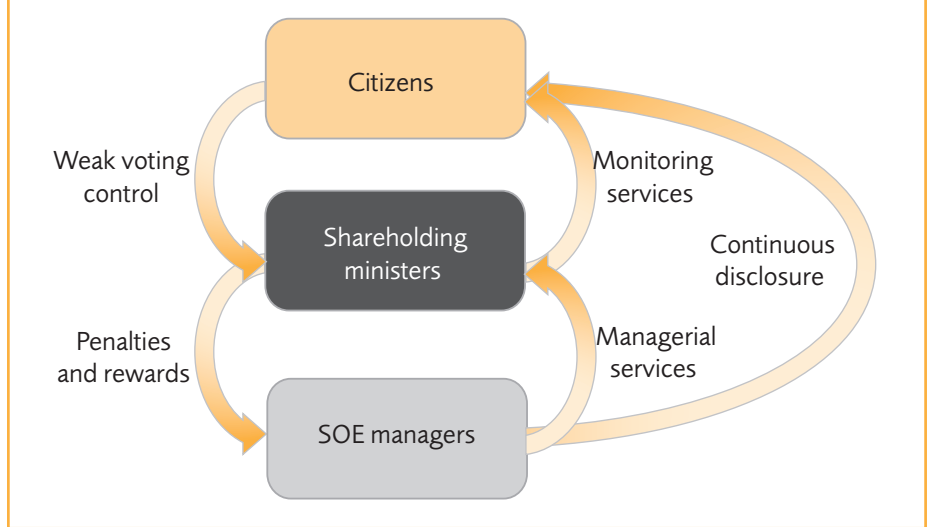 Citizens
Weak voting
control
Monitoring
services
Shareholding
ministers
Continuous
disclosure
Penalties
and rewards
Managerial
services
SOE managers